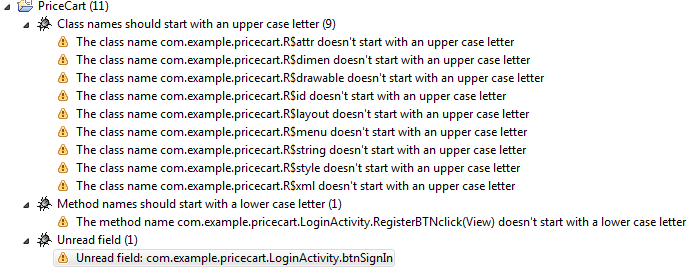 PriceCart (11)
Class names should start with an upper case letter (9)
The class name com.example.pricecart.R$attr doesn't start with an upper case letter
The class name com.example.pricecart.R$dimen doesn't start with an upper case letter
The class name com.example.pricecart.R$drawable doesn't start with an upper case letter
The class name com.example.pricecart.R$id doesn't start with an upper case letter
The class name com.example.pricecart.R$layout doesn't start with an upper case letter
The class name com.example.pricecart.R$menu doesn't start with an upper case letter
The class name com.example.pricecart.R$string doesn't start with an upper case letter
The class name com.example.pricecart.R$style doesn't start with an upper case letter
The class name com.example.pricecart.R$xml doesn't start with an upper case letter
Method names should start with a lower case letter (1)
The method name com.example.pricecart.LoginActivity.RegisterBTNclick(View) doesn't start with a lower case letter
Unread field (1)
Unread field: com.example.pricecart.LoginActivity.btnSignIn